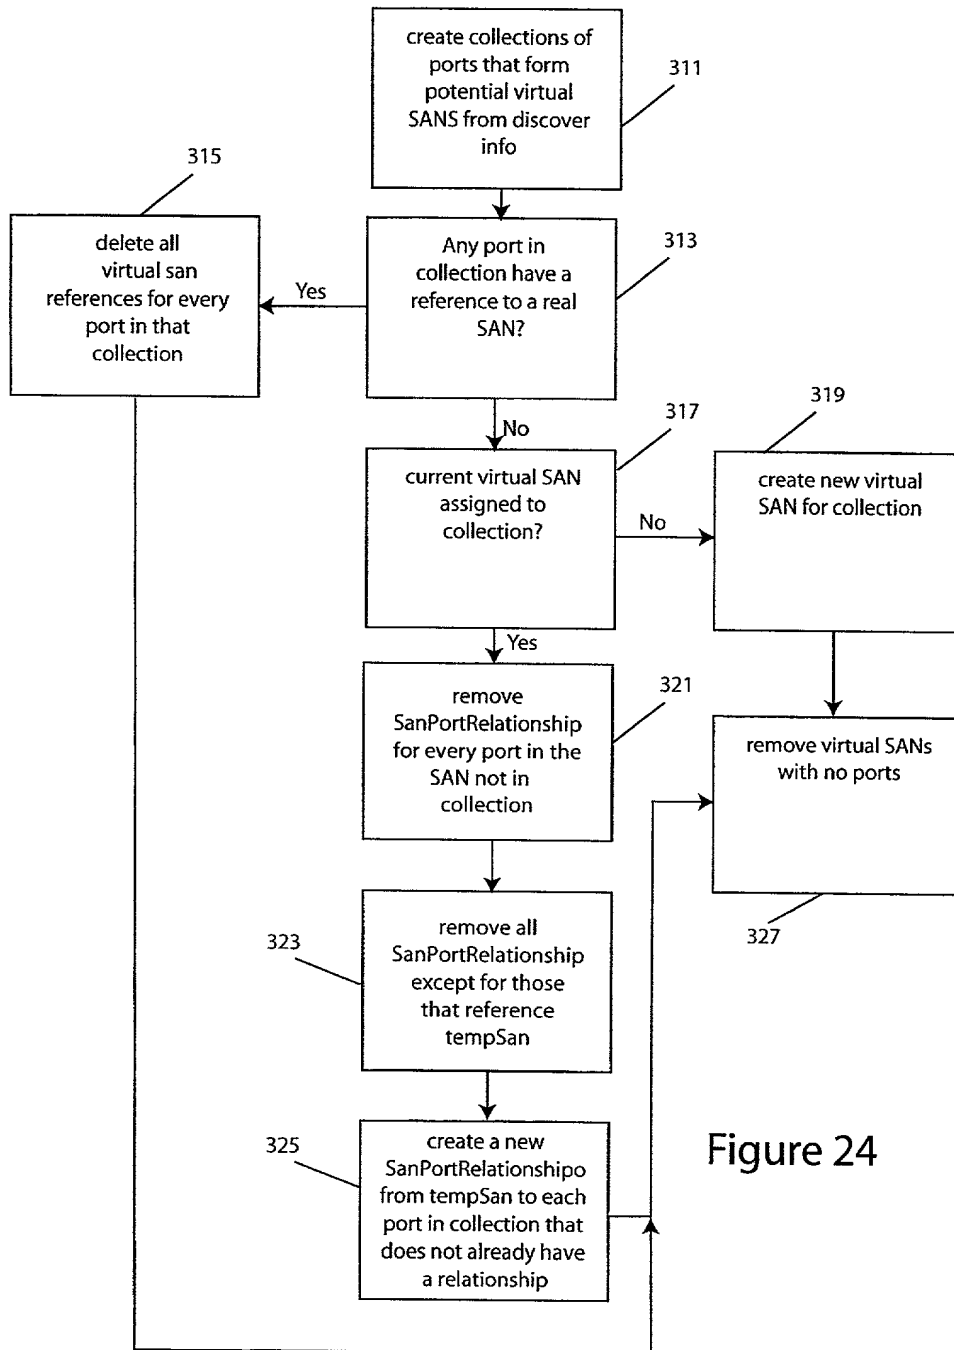 create collections of
ports that form
potential virtual
SANS from discover
info
311
315
delete all
virtual san
references for every
port in that
collection
Yes
Any port in
collection have a
reference to a real
SAN?
313
No
317
current virtual SAN
assigned to
collection?
No
319
create new virtual
SAN for collection
Yes
remove
SanPortRelationship
for every port in the
SAN not in
collection
321
remove virtual SANs
with no ports
327
323
remove all
SanPortRelationship
except for those
that reference
tempSan
325
create a new
SanPortRelationshipo
from tempSan to each
port in collection that
does not already have
a relationship
Figure 24